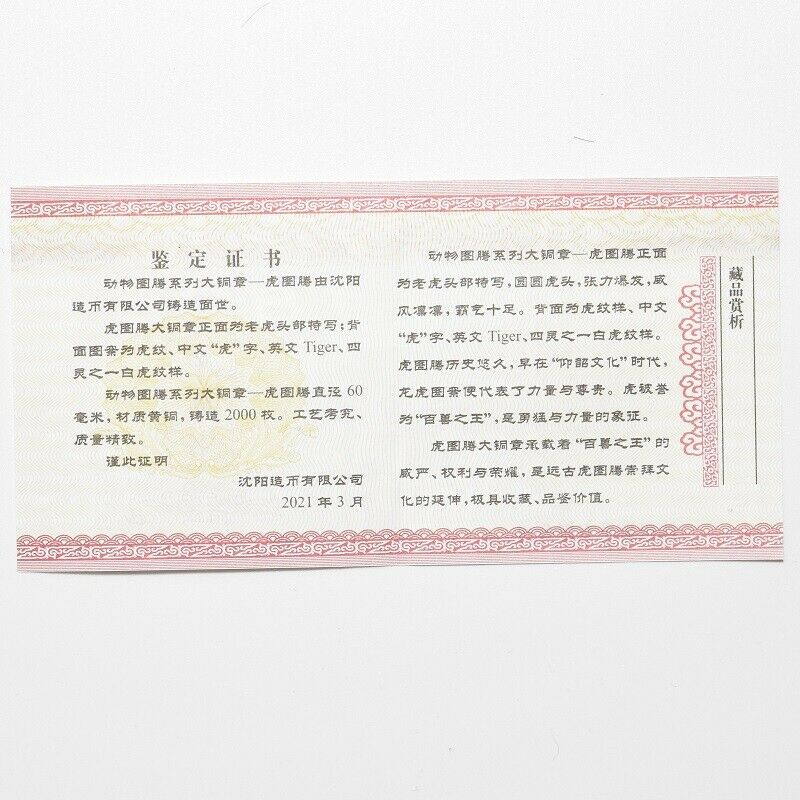 鉴定证书
动物图腾系列大铜章—虎图腾由沈阳
造币有限公司铸造面世。
虎图腾大铜章正面为老虎头部特写；背
面图案为虎纹、中文“虎”字、英文 Tiger、四
灵之一白虎纹样。
动物图腾系列大铜章—虎图腾直径 60
毫米，材质黄铜，铸造 2000 枚。工艺考究、
质量精致。
谨此证明
沈阳造币有限公司
2021 年 3 月
动物图腾系列大铜章—虎图腾正面
为老虎头部特写，圆圆虎头，张力爆发，威
风凛凛，霸气十足。背面为虎纹样、中文
“虎”字、英文 Tiger、四灵之一白虎纹样。
虎图腾历史悠久，早在“仰韶文化”时代，
龙虎图案便代表了力量与尊贵。虎被誉
为“百兽之王”，是勇猛与力量的象征。
虎图腾大铜章承载着“百兽之王”的
威严、权利与荣耀，是远古虎图腾崇拜文
化的延伸，极具收藏、品鉴价值。
藏品赏析